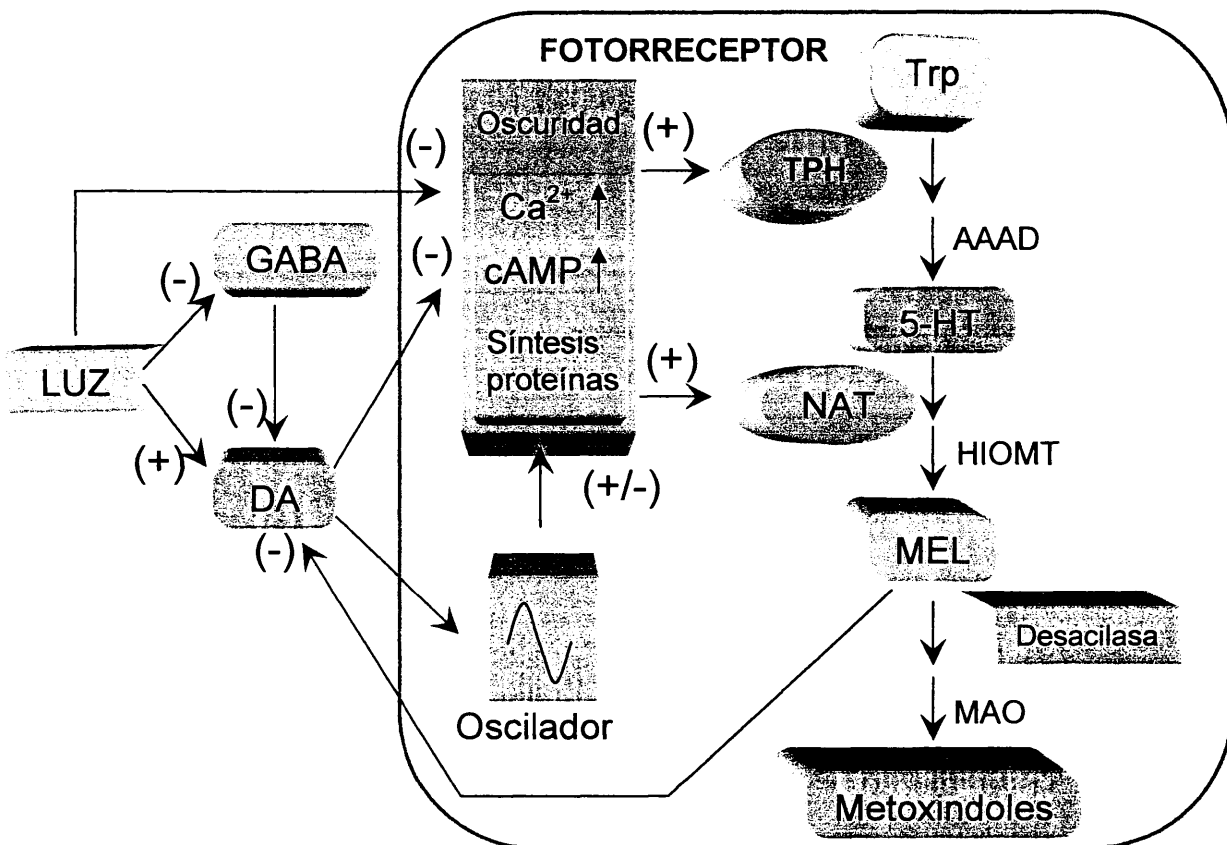 FOTORRECEPTOR
Trp
Oscuridad
(+)
TPH
(-)
Ca²⁺
AAAD
GABA
(-)
cAMP
(-)
5-HT
LUZ
Síntesis
proteínas
(+)
NAT
(-)
(+)
HIOMT
DA
(+/-)
(-)
MEL
Desacilasa
Oscilador
MAO
Metoxindoles